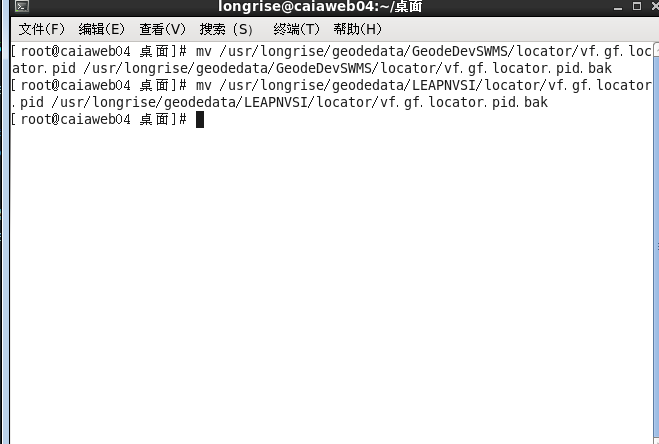 longrise@caiaweb04:~/桌面
文件(F) 编辑(E) 查看(V) 搜索 (S) 终端(T) 帮助(H)
[root@caiaweb04 桌面]# mv /usr/longrise/geodedata/GeodeDevSWMS/locator/vf.gf.loc
ator.pid /usr/longrise/geodedata/GeodeDevSWMS/locator/vf.gf.locator.pid.bak
[root@caiaweb04 桌面]# mv /usr/longrise/geodedata/LEAPNVSI/locator/vf.gf.locator
.pid /usr/longrise/geodedata/LEAPNVSI/locator/vf.gf.locator.pid.bak
[root@caiaweb04 桌面]#